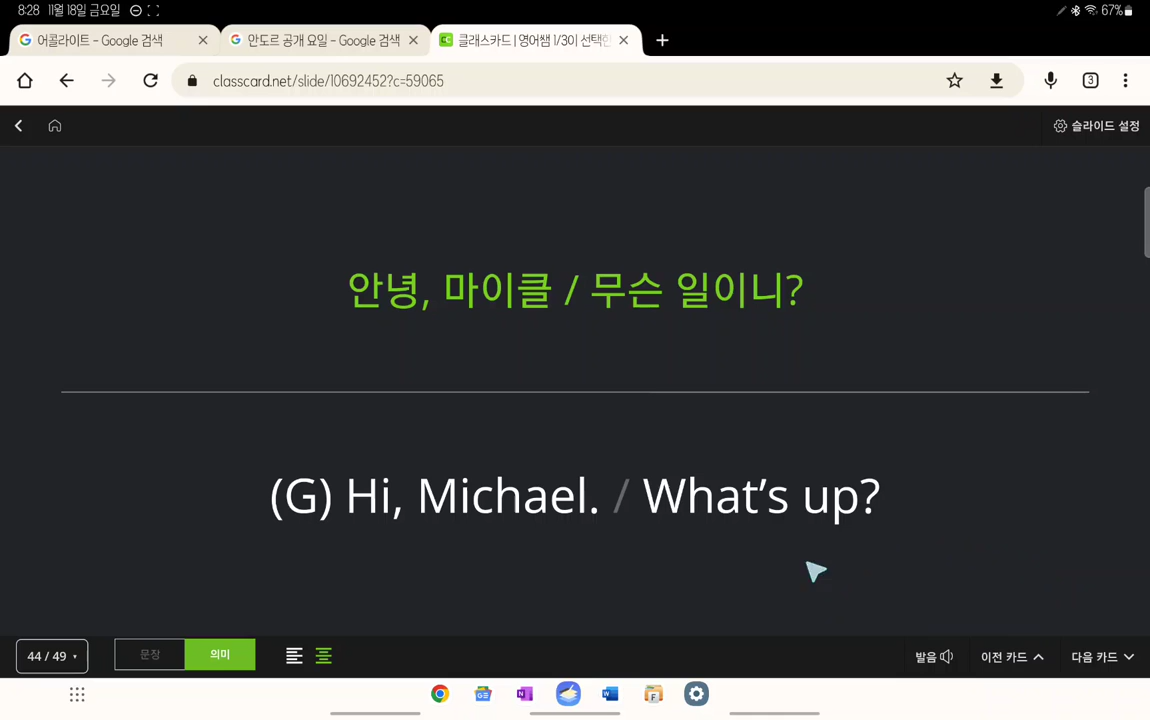 8:28 11월 18일 금요일
67%
어콜라이트 - Google 검색
안도르 공개 요일 - Google 검색
클래스카드 | 영어쌤 1/3이 선택한
3
classcard.net/slide/10692452?c=59065
슬라이드 설정
안녕, 마이클 / 무슨 일이니?
(G) Hi, Michael. / What's up?
44 / 49
문장
의미
발음
이전 카드
다음 카드